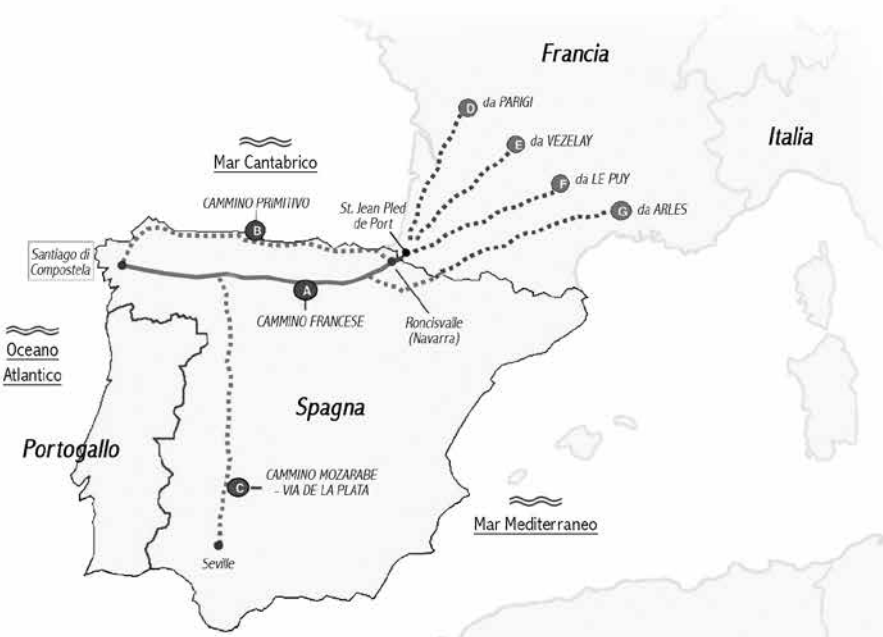 Francia
D da PARIGI
E da VEZELAY
Italia
Mar Cantabrico
F da LE PUY
CAMMINO PRIMITIVO
St. Jean Pied
de Port
G da ARLES
B
Santiago di
Compostela
A
CAMMINO FRANCESE
Roncisvalle
(Navarra)
Oceano
Atlantico
Spagna
Portogallo
C
CAMMINO MOZARABE
- VIA DE LA PLATA
Mar Mediterraneo
Seville